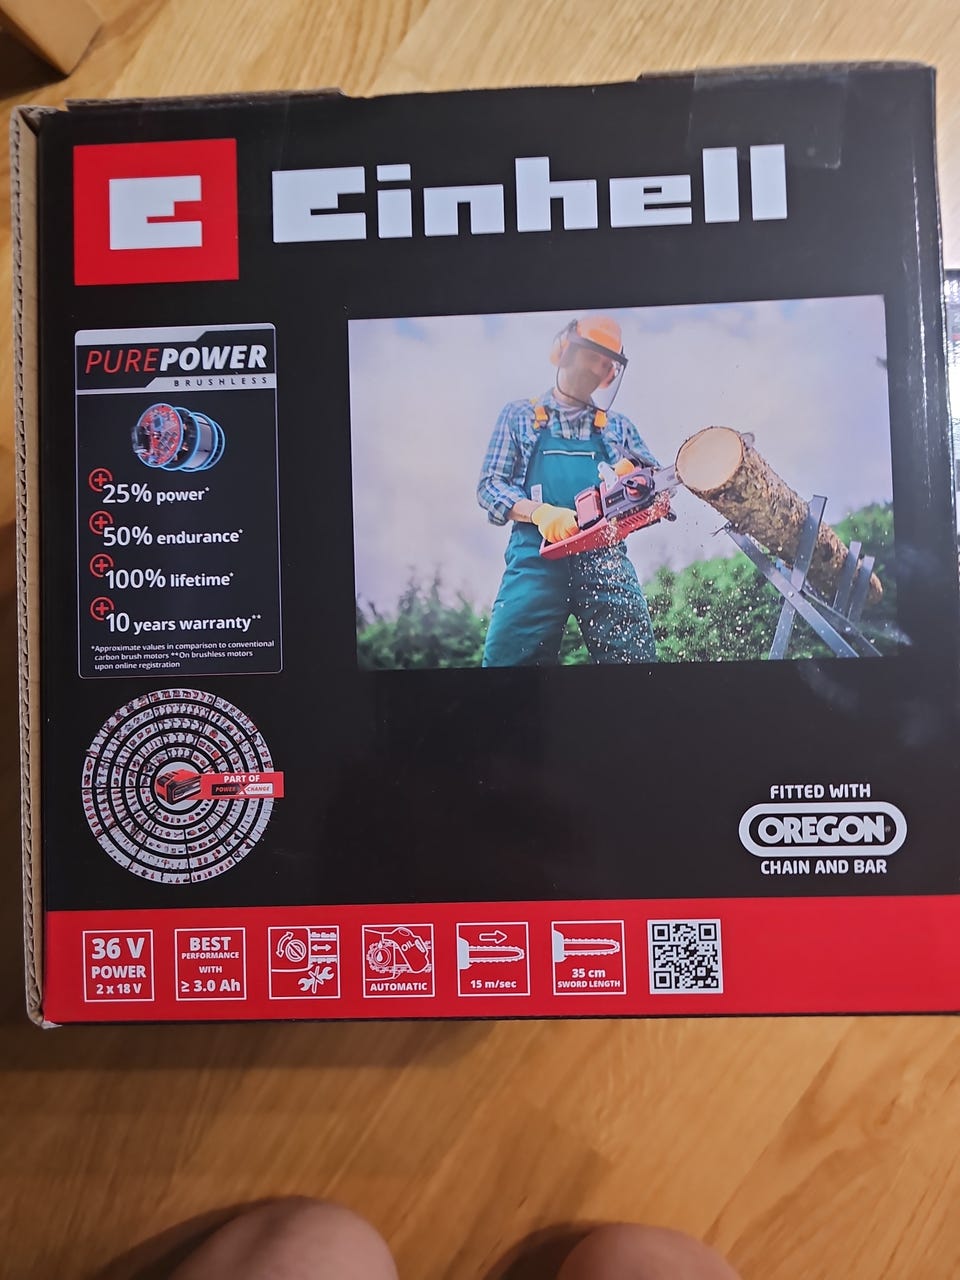 Einhell
PUREPOWER
BRUSHLESS
25% power*
50% endurance*
100% lifetime*
10 years warranty**
*Approximate values in comparison to conventional
carbon brush motors **On brushless motors
upon online registration
PART OF
POWER X-CHANGE
FITTED WITH
OREGON®
CHAIN AND BAR
36 V
POWER
2 x 18 V
BEST
PERFORMANCE
WITH
≥ 3.0 Ah
OIL
AUTOMATIC
15 m/sec
35 cm
SWORD LENGTH